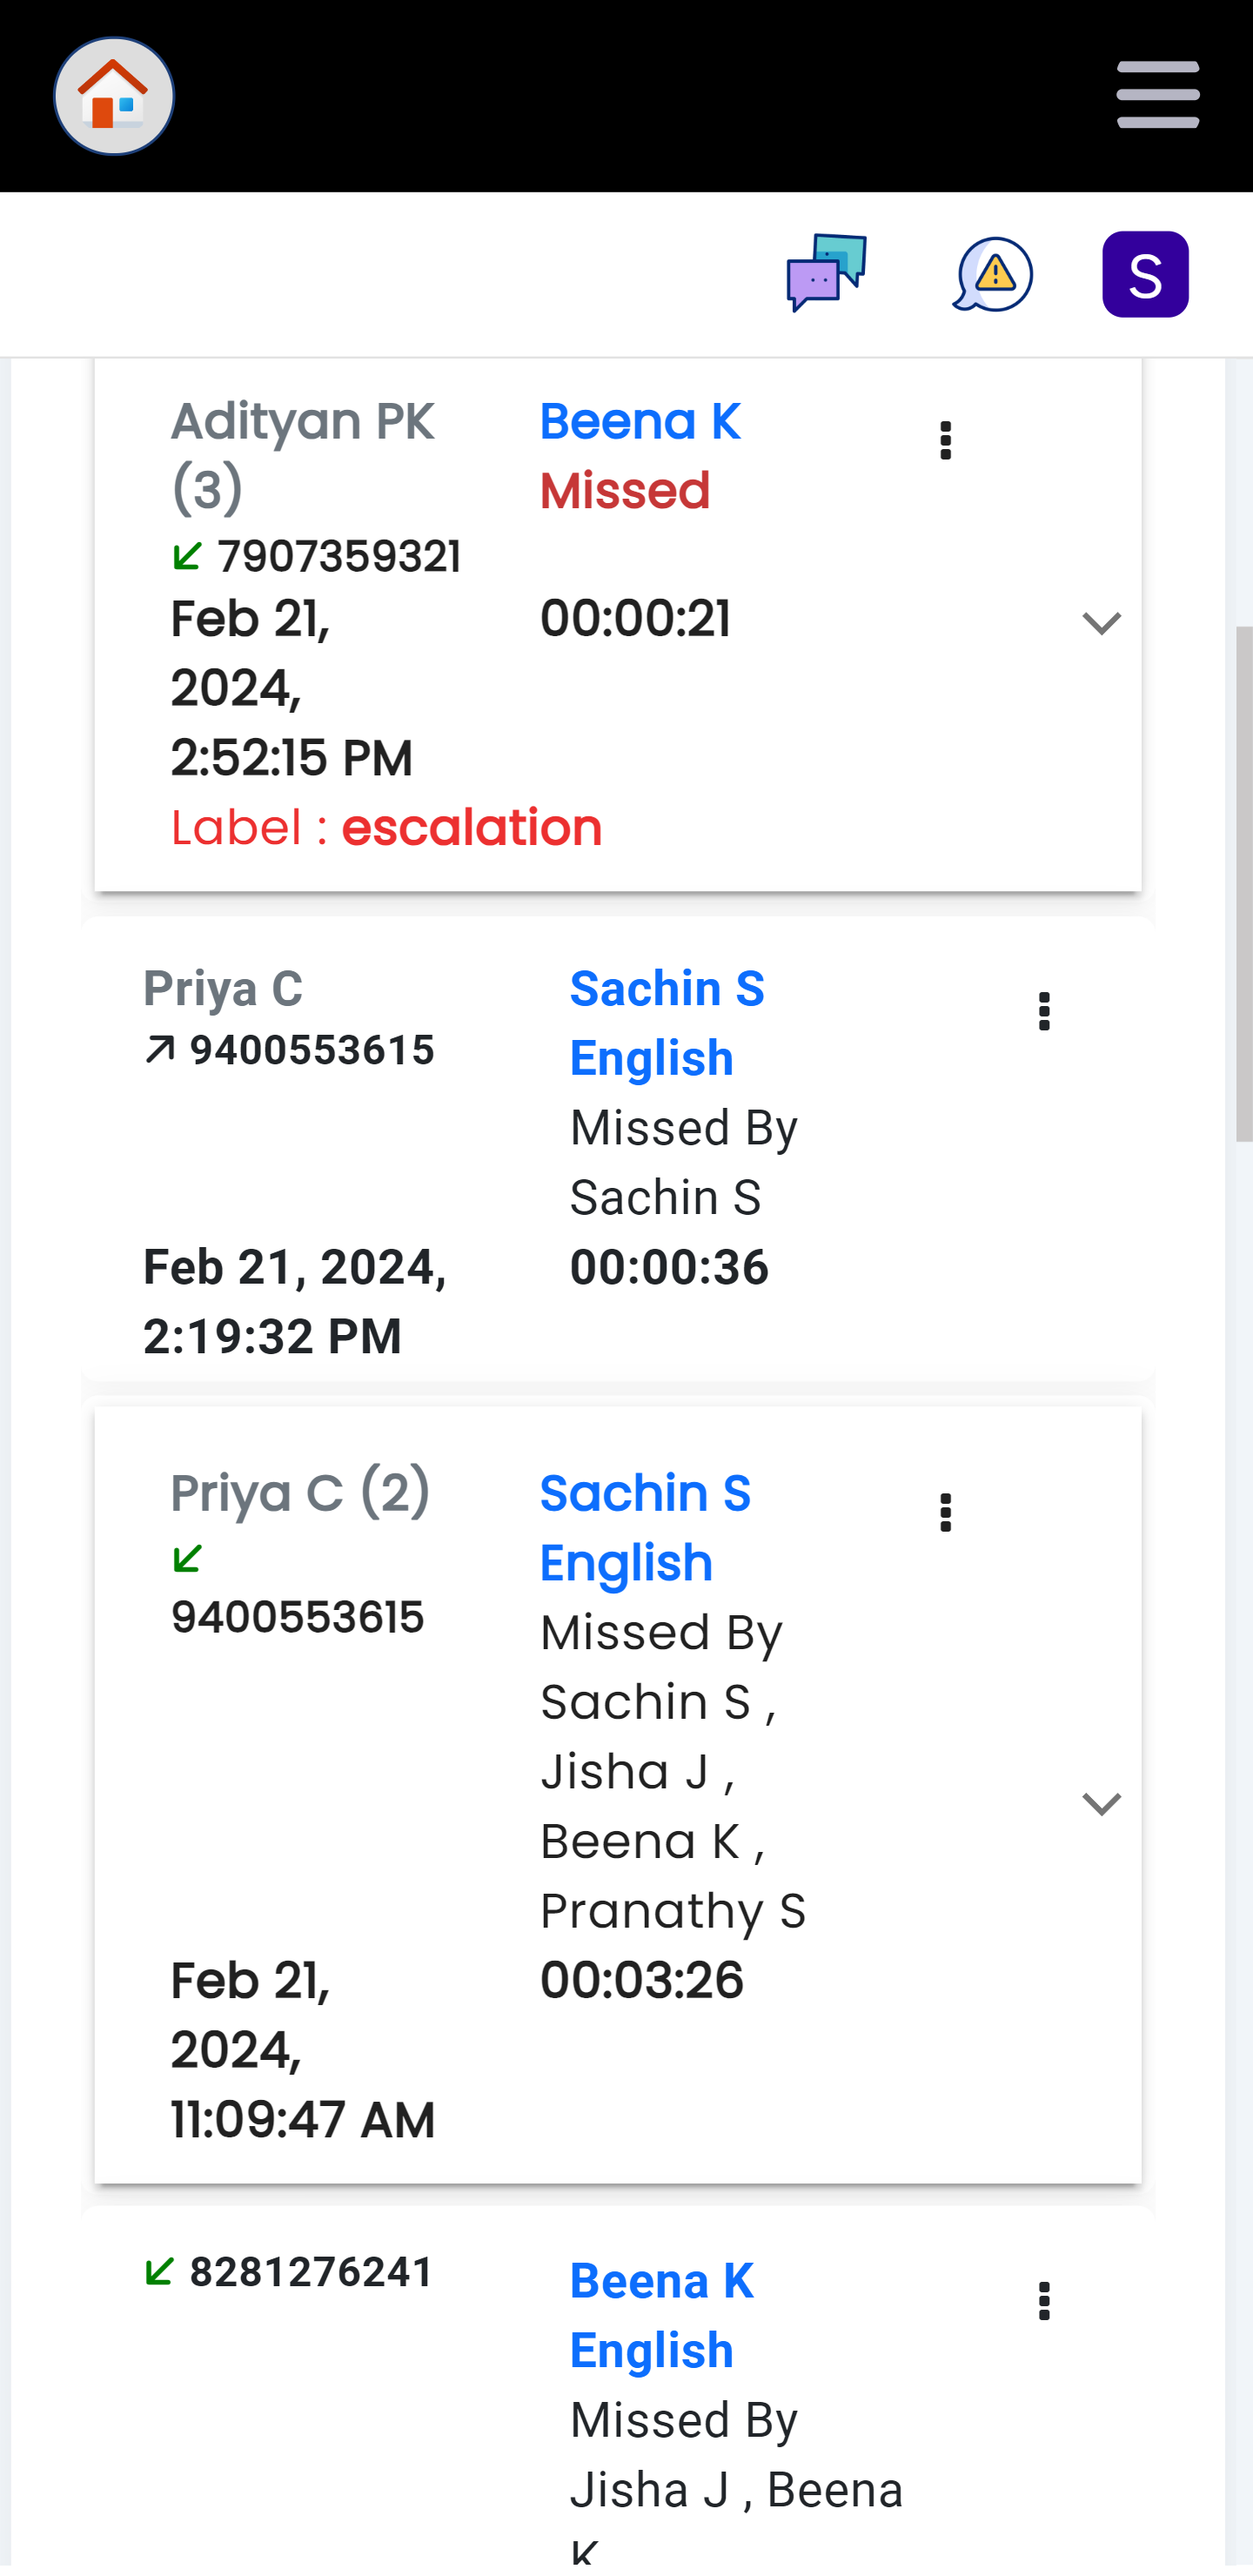 S
Adityan PK (3)
Beena K
Missed
7907359321
Feb 21, 2024, 2:52:15 PM
00:00:21
Label : escalation
Priya C
9400553615
Sachin S
English
Missed By
Sachin S
Feb 21, 2024,
2:19:32 PM
00:00:36
Priya C (2)
9400553615
Sachin S
English
Missed By
Sachin S ,
Jisha J ,
Beena K ,
Pranathy S
Feb 21,
2024,
11:09:47 AM
00:03:26
8281276241
Beena K
English
Missed By
Jisha J , Beena
K